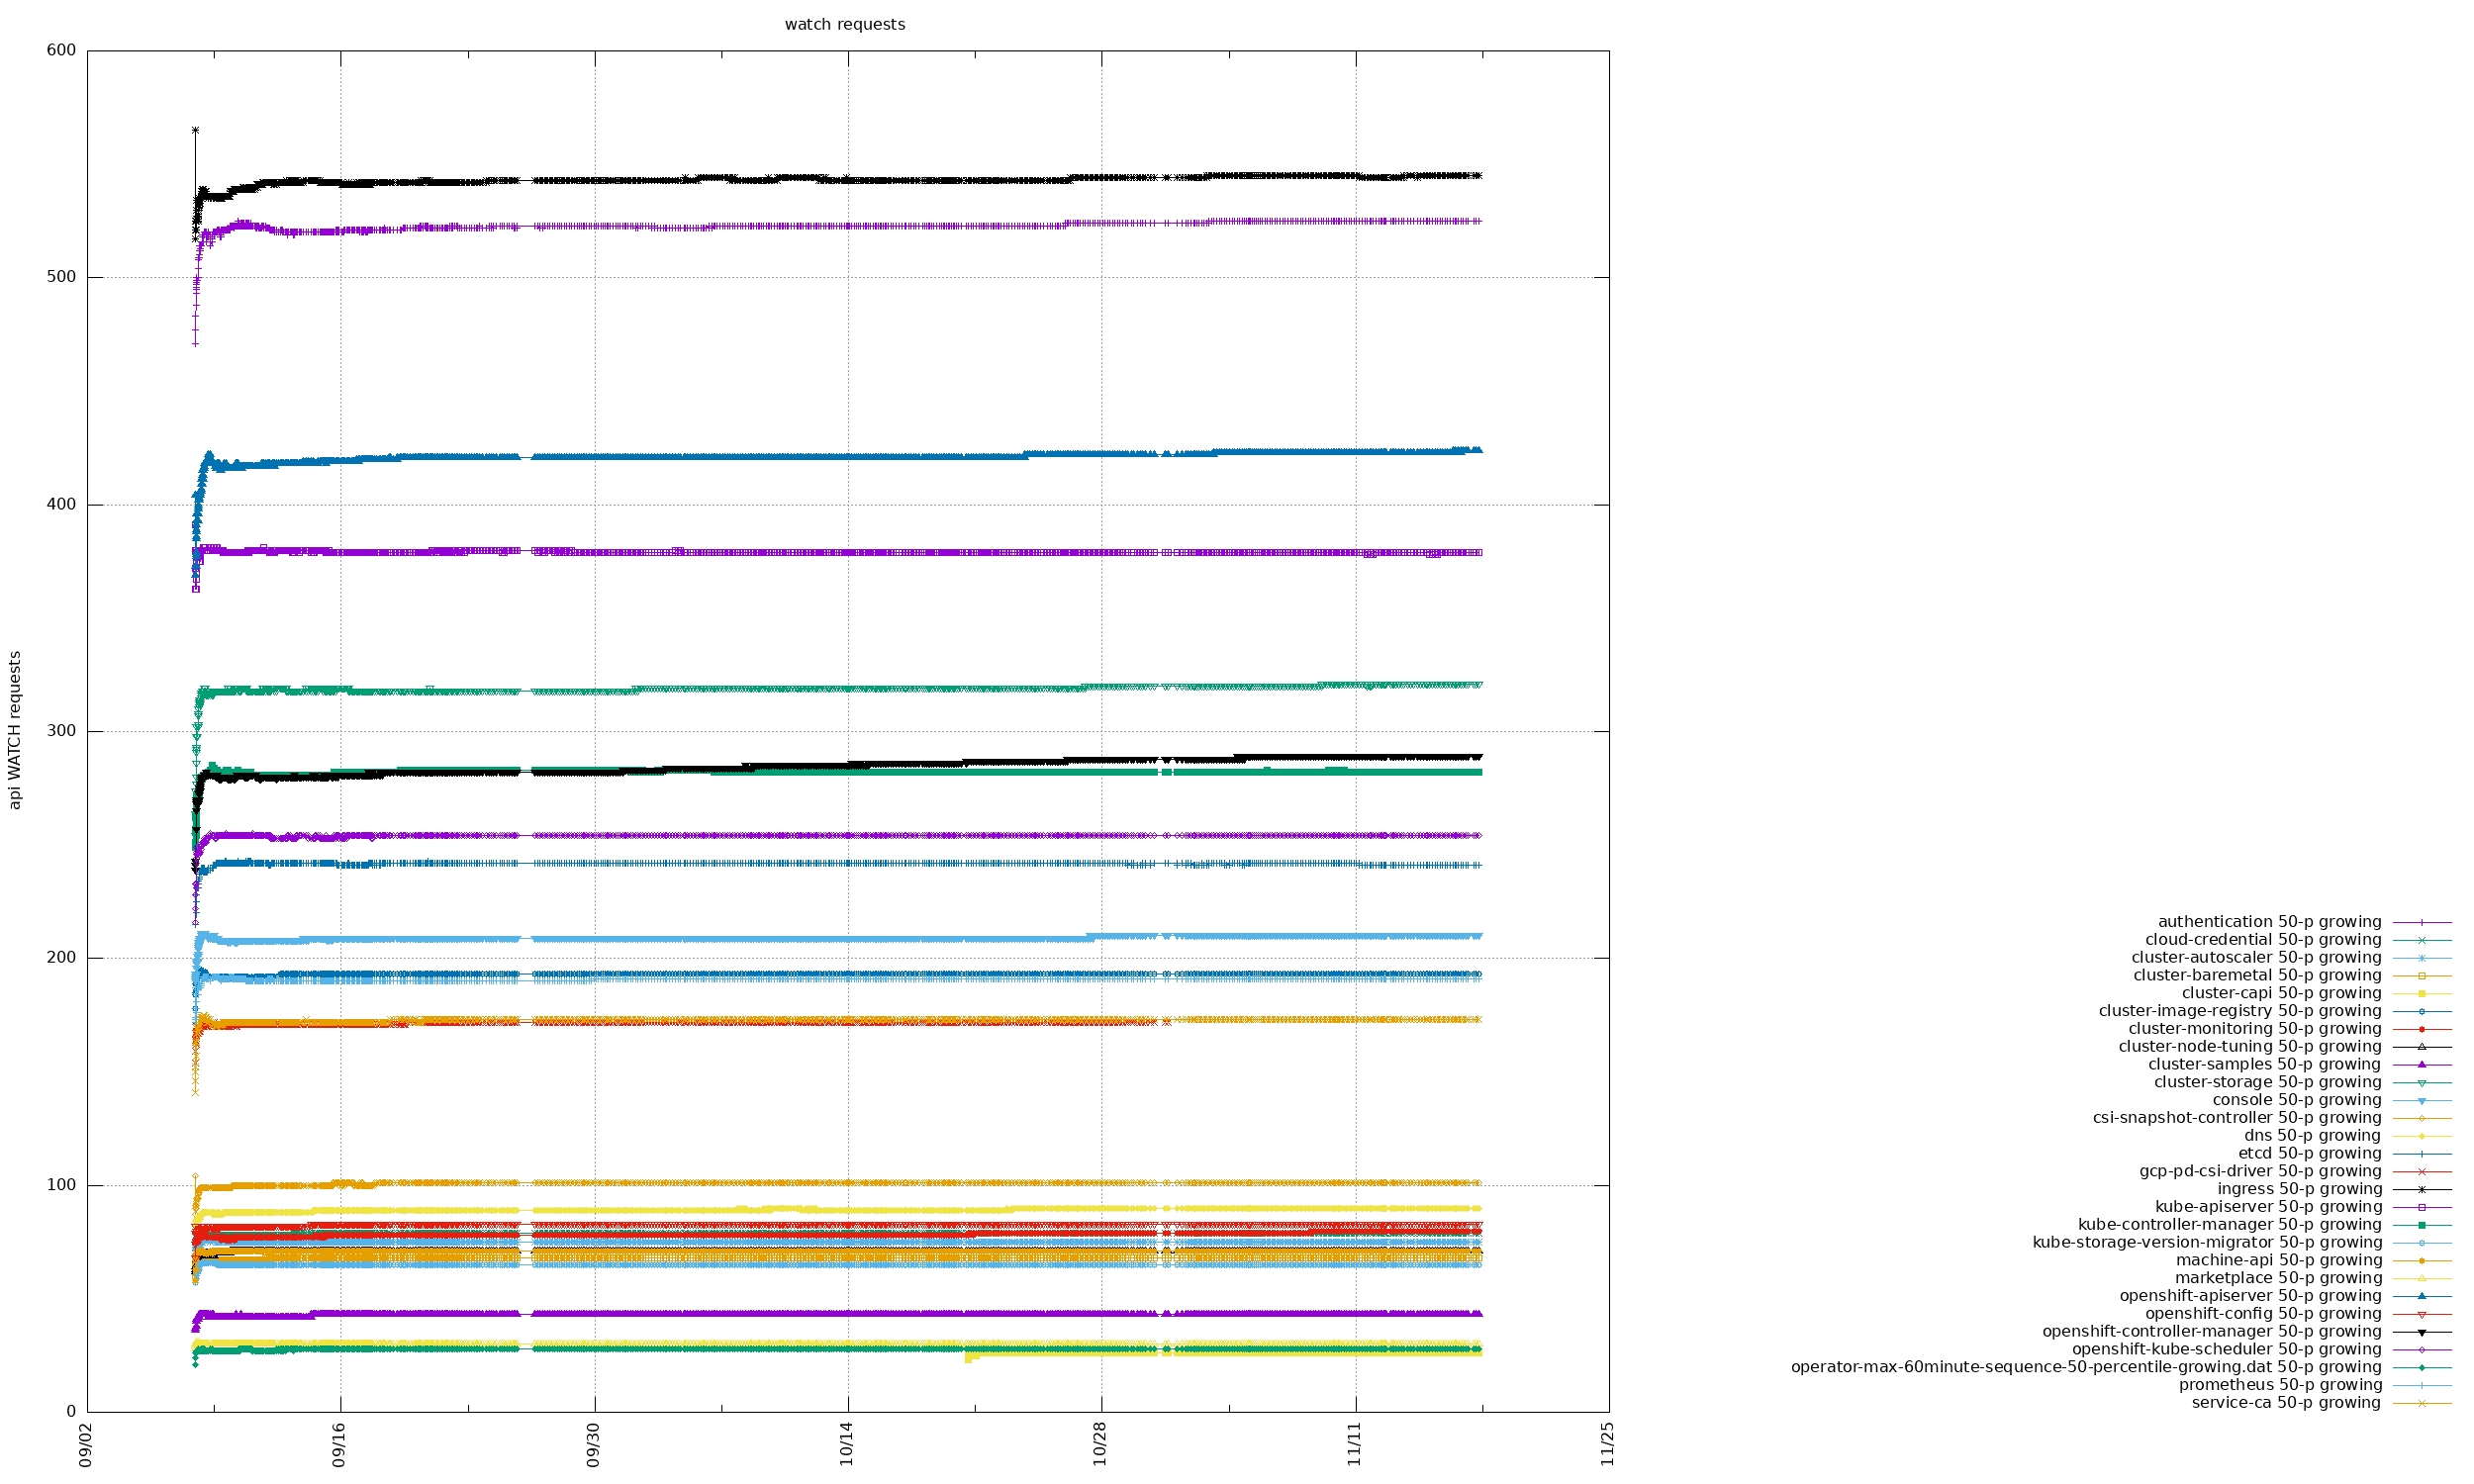 watch requests
600
500
400
300
200
100
0
api WATCH requests
09/02
09/16
09/30
10/14
10/28
11/11
11/25
authentication 50-p growing
cloud-credential 50-p growing
cluster-autoscaler 50-p growing
cluster-baremetal 50-p growing
cluster-capi 50-p growing
cluster-image-registry 50-p growing
cluster-monitoring 50-p growing
cluster-node-tuning 50-p growing
cluster-samples 50-p growing
cluster-storage 50-p growing
console 50-p growing
csi-snapshot-controller 50-p growing
dns 50-p growing
etcd 50-p growing
gcp-pd-csi-driver 50-p growing
ingress 50-p growing
kube-apiserver 50-p growing
kube-controller-manager 50-p growing
kube-storage-version-migrator 50-p growing
machine-api 50-p growing
marketplace 50-p growing
openshift-apiserver 50-p growing
openshift-config 50-p growing
openshift-controller-manager 50-p growing
openshift-kube-scheduler 50-p growing
operator-max-60minute-sequence-50-percentile-growing.dat 50-p growing
prometheus 50-p growing
service-ca 50-p growing